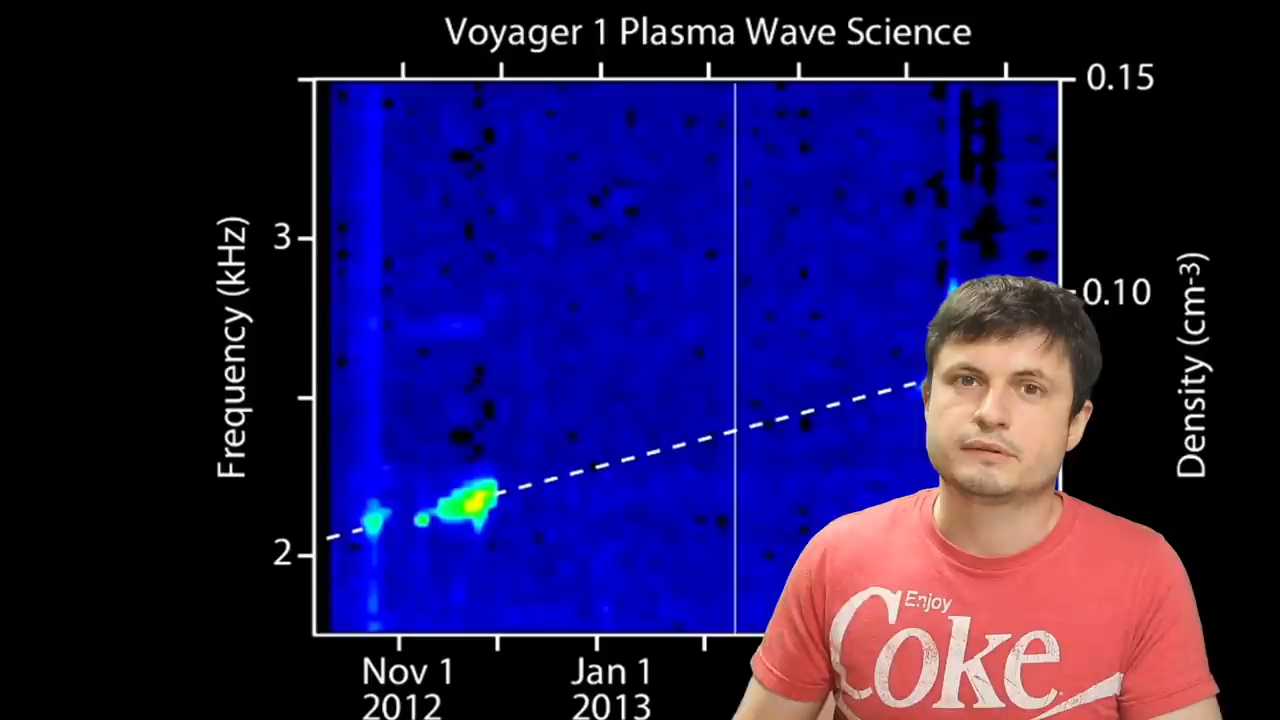 Voyager 1 Plasma Wave Science
0.15
3
0.10
2
Frequency (kHz)
Density (cm-3)
Nov 1
2012
Jan 1
2013
Enjoy
Coke